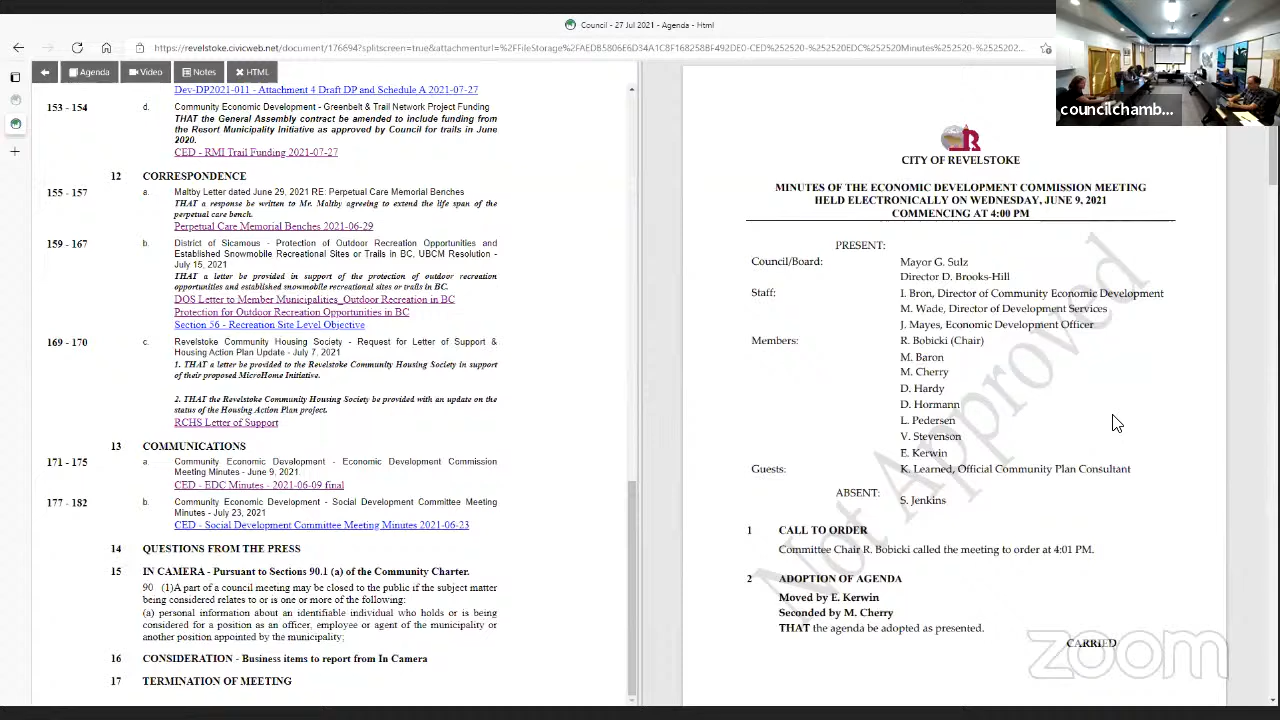 Council - 27 Jul 2021 - Agenda - Html
https://revelstoke.civicweb.net/document/176694?splitscreen=true&attachmenturl=%2FFileStorage%2FAEDB5806E6D34A1C8F168258BF492DE0-CED%252520-%252520EDC%252520Minutes%252520-%2525202...
councilchamb...
Agenda
Video
Notes
HTML
Dev-DP2021-011 - Attachment 4 Draft DP and Schedule A 2021-07-27
153 - 154 d. Community Economic Development - Greenbelt & Trail Network Project Funding
THAT the General Assembly contract be amended to include funding from
the Resort Municipality Initiative as approved by Council for trails in June
2020.
CED - RMI Trail Funding 2021-07-27
12 CORRESPONDENCE
155 - 157 a. Maltby Letter dated June 29, 2021 RE: Perpetual Care Memorial Benches
THAT a response be written to Mr. Maltby agreeing to extend the life span of the
perpetual care bench.
Perpetual Care Memorial Benches 2021-06-29
159 - 167 b. District of Sicamous - Protection of Outdoor Recreation Opportunities and
Established Snowmobile Recreational Sites or Trails in BC, UBCM Resolution -
July 15, 2021
THAT a letter be provided in support of the protection of outdoor recreation
opportunities and established snowmobile recreational sites or trails in BC.
DOS Letter to Member Municipalities_Outdoor Recreation in BC
Protection for Outdoor Recreation Opportunities in BC
Section 56 - Recreation Site Level Objective
169 - 170 c. Revelstoke Community Housing Society - Request for Letter of Support &
Housing Action Plan Update - July 7, 2021
1. THAT a letter be provided to the Revelstoke Community Housing Society in support
of their proposed MicroHome Initiative.
2. THAT the Revelstoke Community Housing Society be provided with an update on the
status of the Housing Action Plan project.
RCHS Letter of Support
13 COMMUNICATIONS
171 - 175 a. Community Economic Development - Economic Development Commission
Meeting Minutes - June 9, 2021.
CED - EDC Minutes - 2021-06-09 final
177 - 182 b. Community Economic Development - Social Development Committee Meeting
Minutes - July 23, 2021
CED - Social Development Committee Meeting Minutes 2021-06-23
14 QUESTIONS FROM THE PRESS
15 IN CAMERA - Pursuant to Sections 90.1 (a) of the Community Charter.
90 (1)A part of a council meeting may be closed to the public if the subject matter
being considered relates to or is one or more of the following:
(a) personal information about an identifiable individual who holds or is being
considered for a position as an officer, employee or agent of the municipality or
another position appointed by the municipality;
16 CONSIDERATION - Business items to report from In Camera
17 TERMINATION OF MEETING
R
CITY OF REVELSTOKE
MINUTES OF THE ECONOMIC DEVELOPMENT COMMISSION MEETING
HELD ELECTRONICALLY ON WEDNESDAY, JUNE 9, 2021
COMMENCING AT 4:00 PM
PRESENT:
Council/Board: Mayor G. Sulz
Director D. Brooks-Hill
Staff: I. Bron, Director of Community Economic Development
M. Wade, Director of Development Services
J. Mayes, Economic Development Officer
Members: R. Bobicki (Chair)
M. Baron
M. Cherry
D. Hardy
D. Hormann
L. Pedersen
V. Stevenson
E. Kerwin
Guests: K. Learned, Official Community Plan Consultant
ABSENT:
S. Jenkins
1 CALL TO ORDER
Committee Chair R. Bobicki called the meeting to order at 4:01 PM.
2 ADOPTION OF AGENDA
Moved by E. Kerwin
Seconded by M. Cherry
THAT the agenda be adopted as presented.
CARRIED
Not Approved
zoom